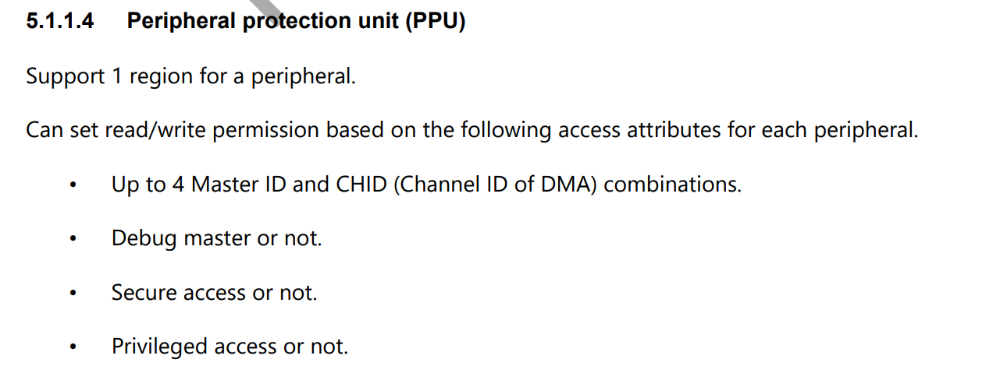 5.1.1.4 Peripheral protection unit (PPU)
Support 1 region for a peripheral.
Can set read/write permission based on the following access attributes for each peripheral.
• Up to 4 Master ID and CHID (Channel ID of DMA) combinations.
• Debug master or not.
• Secure access or not.
• Privileged access or not.